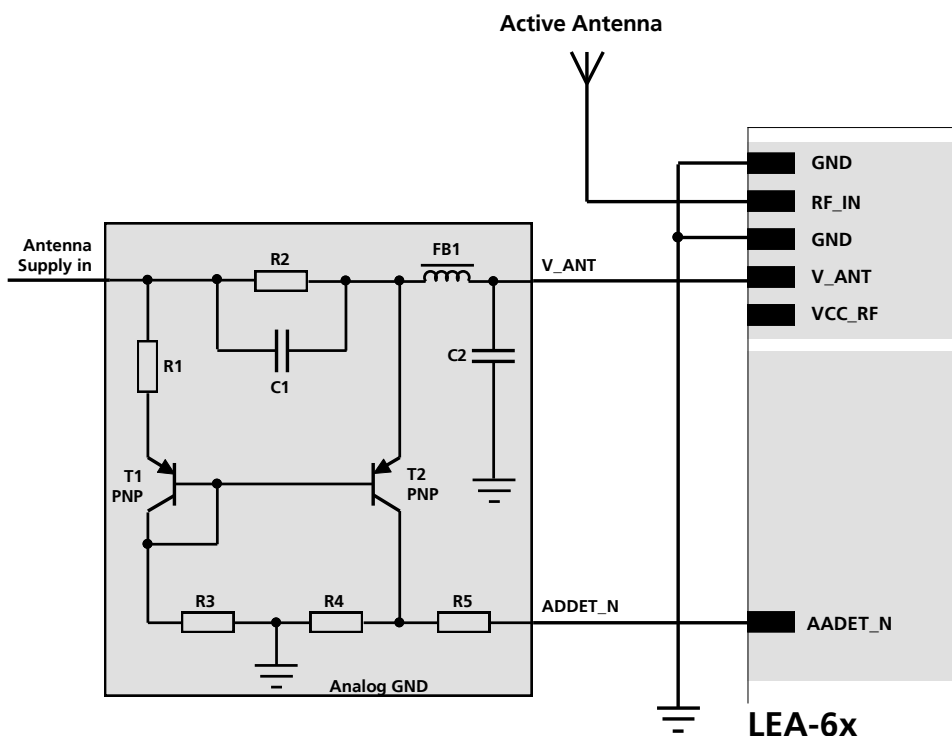 Active Antenna
GND
RF_IN
GND
V_ANT
VCC_RF
Antenna
Supply in
R2
FB1
V_ANT
C1
C2
R1
T1
PNP
T2
PNP
R3
R4
R5
ADDET_N
AADET_N
Analog GND
LEA-6x